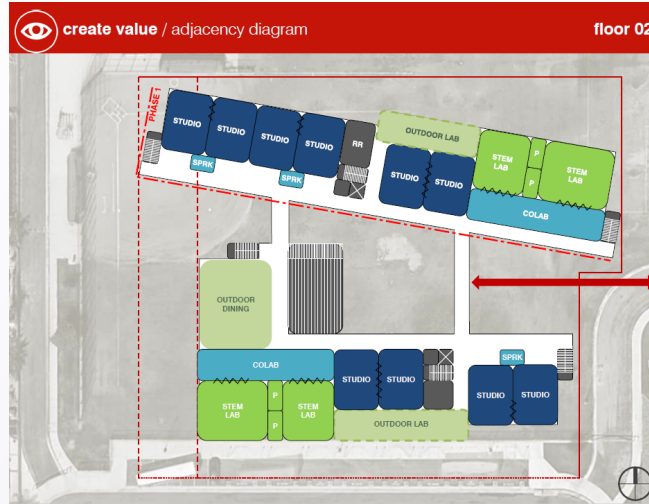 create value / adjacency diagram
floor 02
PHASE 1
STUDIO
STUDIO
STUDIO
STUDIO
RR
OUTDOOR LAB
STEM
LAB
P
P
STEM
LAB
SPRK
SPRK
STUDIO
STUDIO
COLAB
OUTDOOR
DINING
COLAB
STUDIO
STUDIO
SPRK
STEM
LAB
P
P
STEM
LAB
STUDIO
STUDIO
OUTDOOR LAB